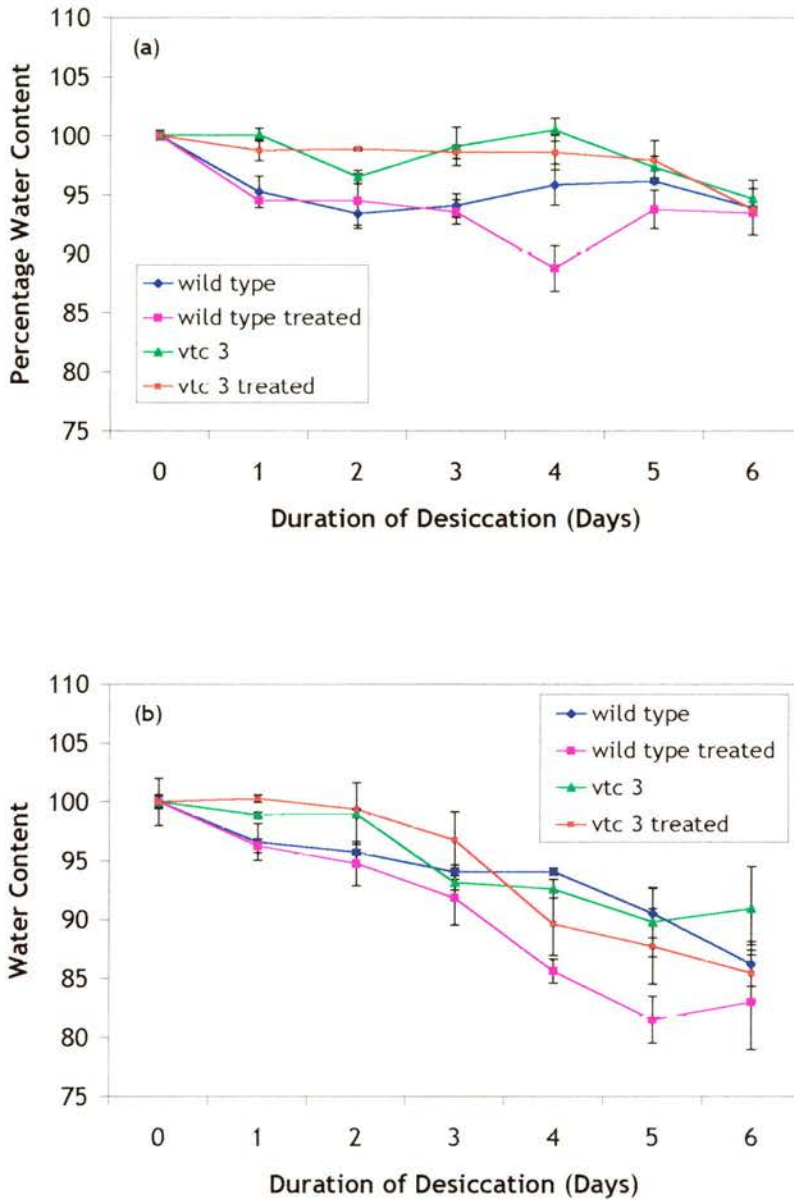 (a)
110
105
100
95
90
85
80
75
Percentage Water Content
wild type
wild type treated
vtc 3
vtc 3 treated
0 1 2 3 4 5 6
Duration of Desiccation (Days)
(b)
110
105
100
95
90
85
80
75
Water Content
wild type
wild type treated
vtc 3
vtc 3 treated
0 1 2 3 4 5 6
Duration of Desiccation (Days)